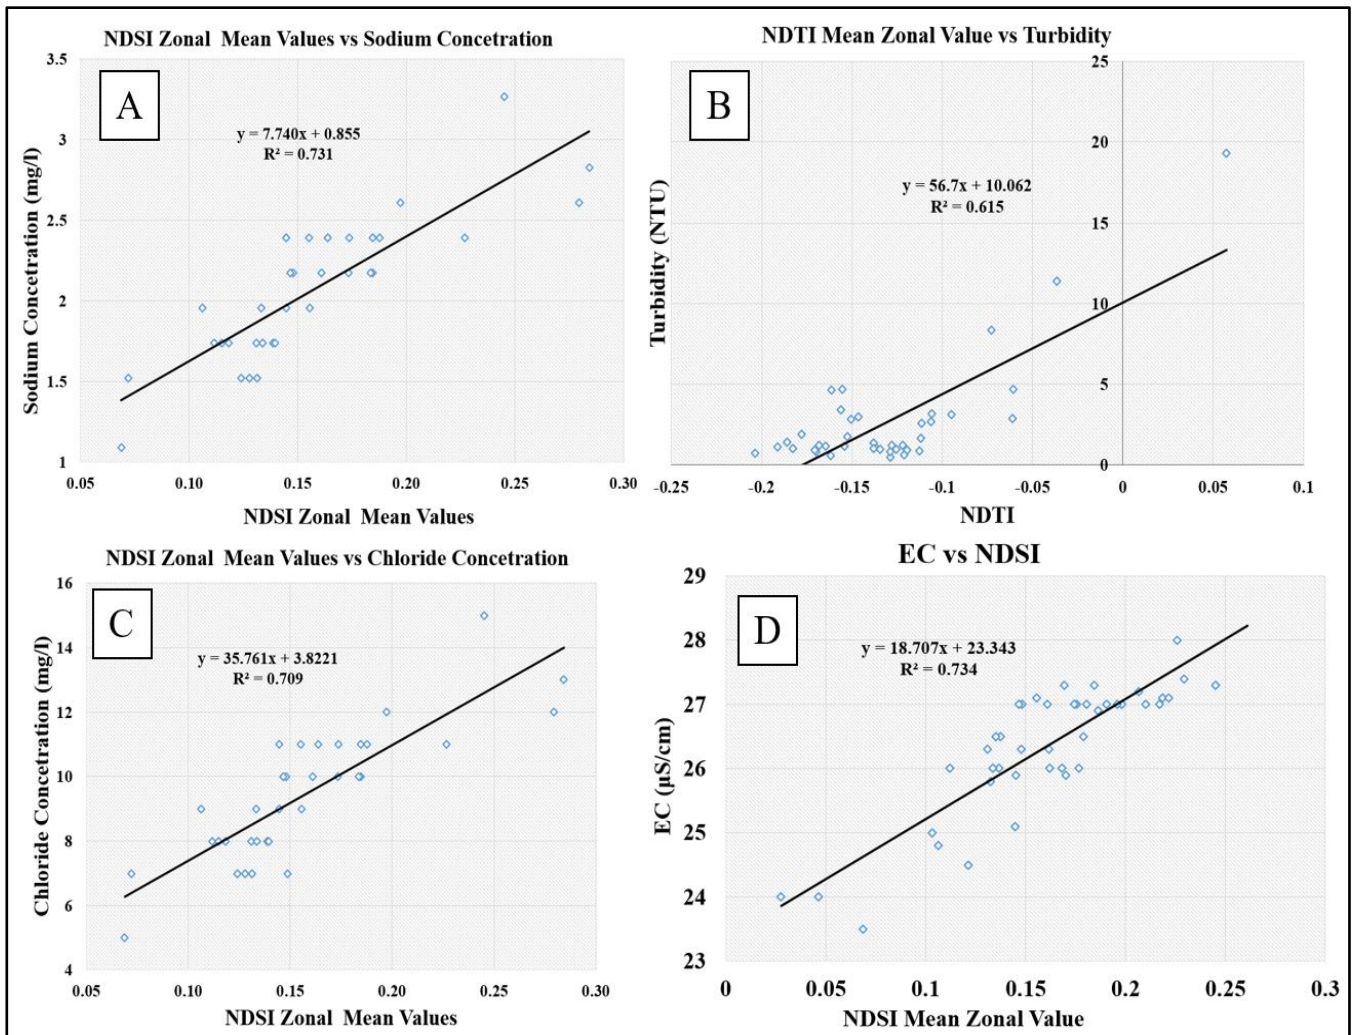 NDSI Zonal Mean Values vs Sodium Concetration
A
y = 7.740x + 0.855
R² = 0.731
3.5
3
2.5
2
1.5
1
0.05 0.10 0.15 0.20 0.25 0.30
Sodium Concetration (mg/l)
NDSI Zonal Mean Values
NDTI Mean Zonal Value vs Turbidity
B
y = 56.7x + 10.062
R² = 0.615
25
20
15
10
5
0
-0.25 -0.2 -0.15 -0.1 -0.05 0 0.05 0.1
Turbidity (NTU)
NDTI
NDSI Zonal Mean Values vs Chloride Concetration
C
y = 35.761x + 3.8221
R² = 0.709
16
14
12
10
8
6
4
0.05 0.10 0.15 0.20 0.25 0.30
Chloride Concetration (mg/l)
NDSI Zonal Mean Values
EC vs NDSI
D
y = 18.707x + 23.343
R² = 0.734
29
28
27
26
25
24
23
0 0.05 0.1 0.15 0.2 0.25 0.3
EC (µS/cm)
NDSI Mean Zonal Value